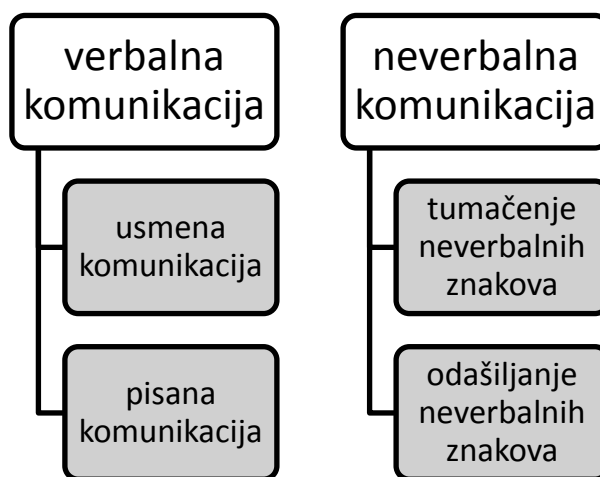 verbalna
komunikacija
usmena
komunikacija
pisana
komunikacija
neverbalna
komunikacija
tumačenje
neverbalnih
znakova
odašiljanje
neverbalnih
znakova